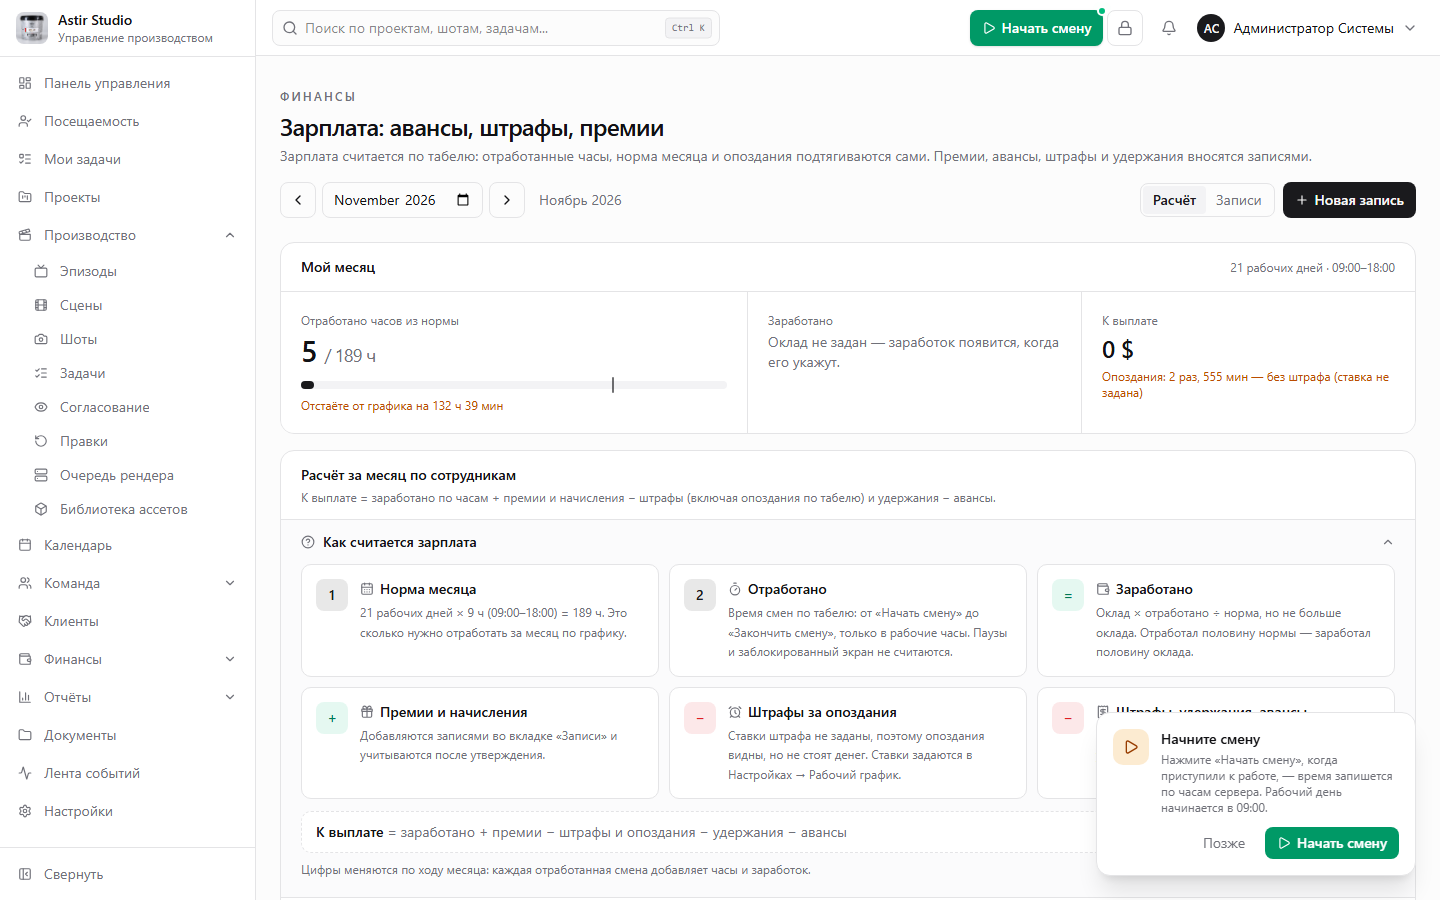 Astir Studio
Управление производством
Поиск по проектам, шотам, задачам...
Ctrl K
Начать смену
АС
Администратор Системы
Панель управления
Посещаемость
Мои задачи
Проекты
Производство
Эпизоды
Сцены
Шоты
Задачи
Согласование
Правки
Очередь рендера
Библиотека ассетов
Календарь
Команда
Клиенты
Финансы
Отчёты
Документы
Лента событий
Настройки
Свернуть
ФИНАНСЫ
Зарплата: авансы, штрафы, премии
Зарплата считается по табелю: отработанные часы, норма месяца и опоздания подтягиваются сами. Премии, авансы, штрафы и удержания вносятся записями.
November 2026
Ноябрь 2026
Расчёт
Записи
+ Новая запись
Мой месяц
21 рабочих дней · 09:00–18:00
Отработано часов из нормы
5 / 189 ч
Отстаёте от графика на 132 ч 39 мин
Заработано
Оклад не задан — заработок появится, когда
его укажут.
К выплате
0 $
Опоздания: 2 раз, 555 мин — без штрафа (ставка не
задана)
Расчёт за месяц по сотрудникам
К выплате = заработано по часам + премии и начисления − штрафы (включая опоздания по табелю) и удержания − авансы.
Как считается зарплата
1
Норма месяца
21 рабочих дней × 9 ч (09:00–18:00) = 189 ч. Это
сколько нужно отработать за месяц по графику.
2
Отработано
Время смен по табелю: от «Начать смену» до
«Закончить смену», только в рабочие часы. Паузы
и заблокированный экран не считаются.
=
Заработано
Оклад × отработано ÷ норма, но не больше
оклада. Отработал половину нормы — заработал
половину оклада.
+
Премии и начисления
Добавляются записями во вкладке «Записи» и
учитываются после утверждения.
−
Штрафы за опоздания
Ставки штрафа не заданы, поэтому опоздания
видны, но не стоят денег. Ставки задаются в
Настройках → Рабочий график.
−
Штрафы, удержания, авансы
К выплате = заработано + премии − штрафы и опоздания − удержания − авансы
Цифры меняются по ходу месяца: каждая отработанная смена добавляет часы и заработок.
Начните смену
Нажмите «Начать смену», когда
приступили к работе, — время запишется
по часам сервера. Рабочий день
начинается в 09:00.
Позже
Начать смену